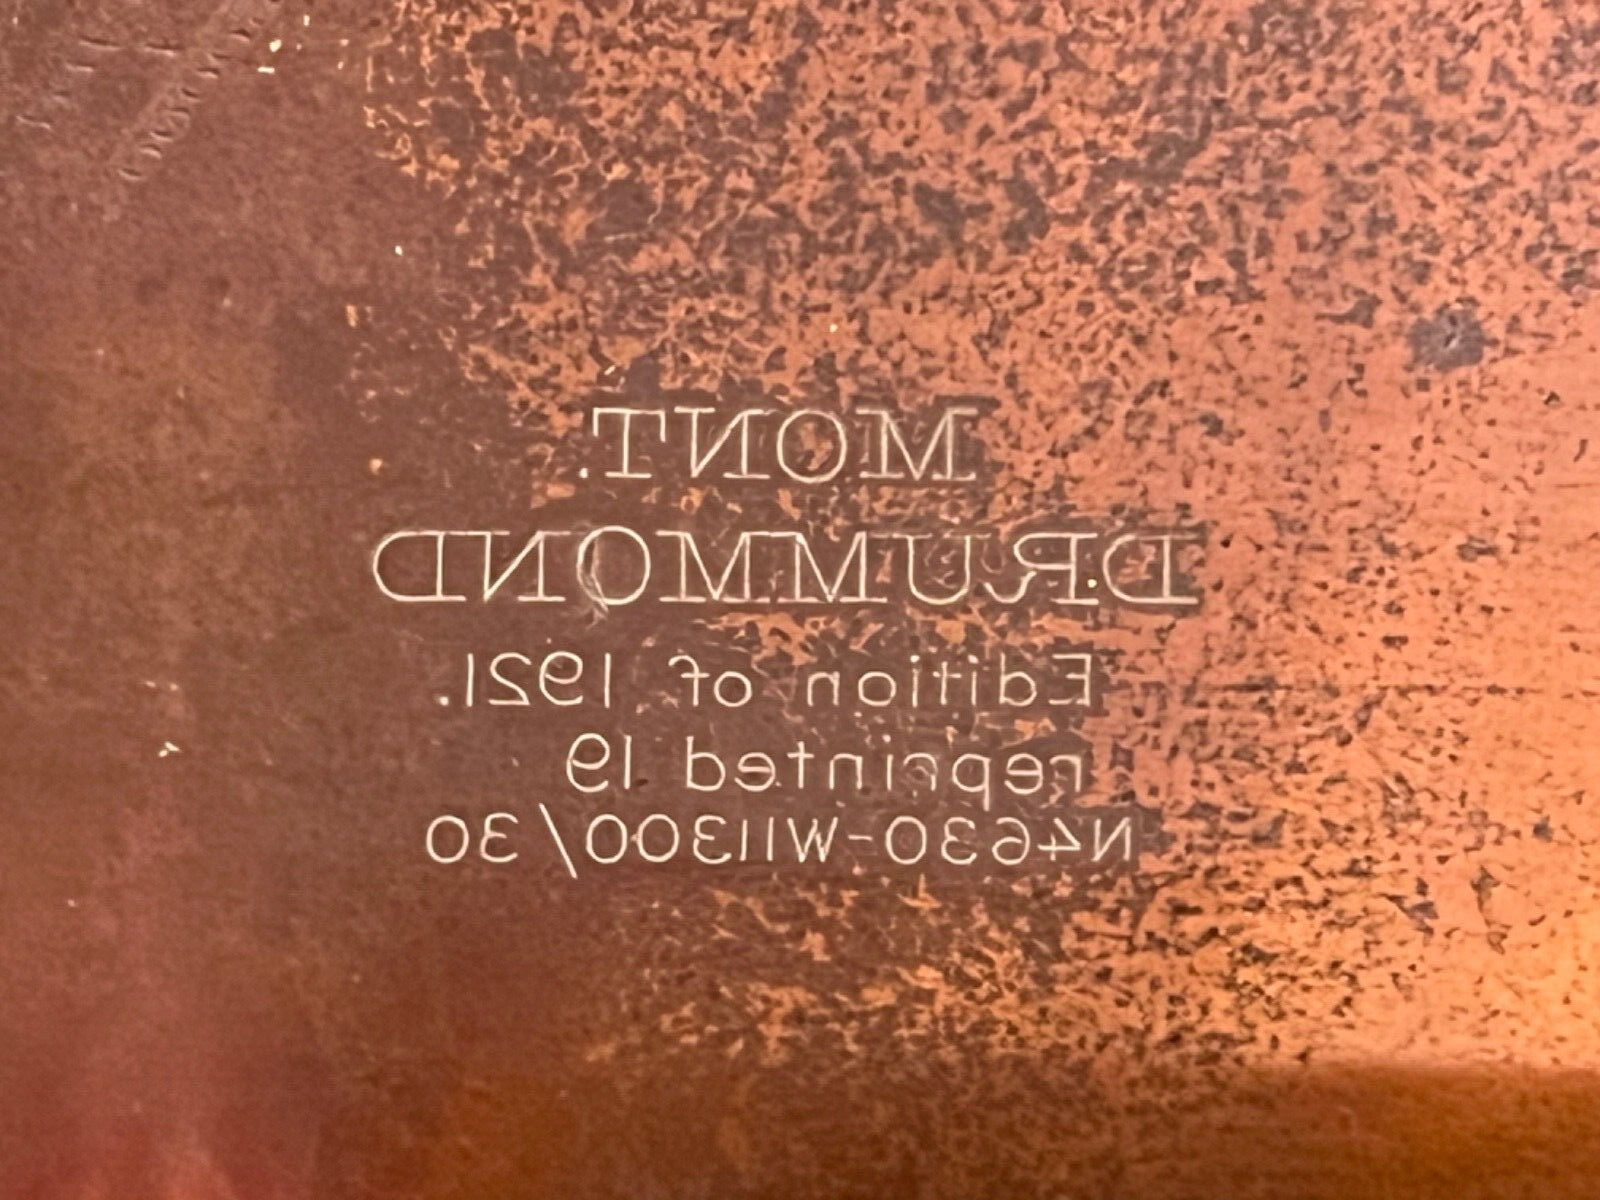 MONT.
DRUMMOND
Edition of 1921.
reprinted 19
N4630-W11300/30